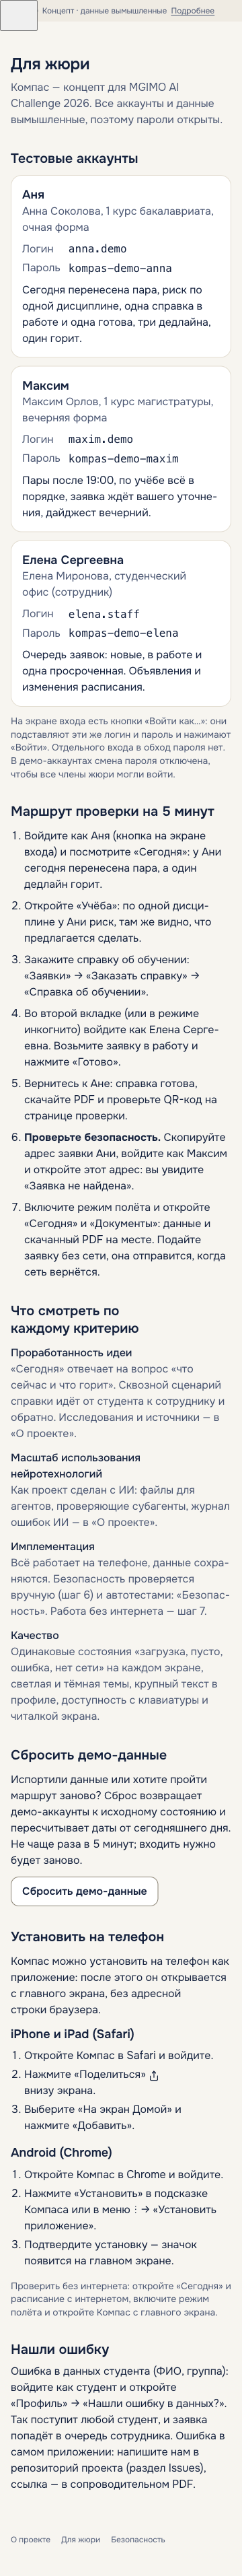 Концепт · данные вымышленные Подробнее
Для жюри
Компас — концепт для MGIMO AI
Challenge 2026. Все аккаунты и данные
вымышленные, поэтому пароли открыты.
Тестовые аккаунты
Аня
Анна Соколова, 1 курс бакалавриата,
очная форма
Логин anna.demo
Пароль kompas-demo-anna
Сегодня перенесена пара, риск по
одной дисциплине, одна справка в
работе и одна готова, три дедлайна,
один горит.
Максим
Максим Орлов, 1 курс магистратуры,
вечерняя форма
Логин maxim.demo
Пароль kompas-demo-maxim
Пары после 19:00, по учёбе всё в
порядке, заявка ждёт вашего уточне-
ния, дайджест вечерний.
Елена Сергеевна
Елена Миронова, студенческий
офис (сотрудник)
Логин elena.staff
Пароль kompas-demo-elena
Очередь заявок: новые, в работе и
одна просроченная. Объявления и
изменения расписания.
На экране входа есть кнопки «Войти как…»: они
подставляют эти же логин и пароль и нажимают
«Войти». Отдельного входа в обход пароля нет.
В демо-аккаунтах смена пароля отключена,
чтобы все члены жюри могли войти.
Маршрут проверки на 5 минут
1. Войдите как Аня (кнопка на экране
входа) и посмотрите «Сегодня»: у Ани
сегодня перенесена пара, а один
дедлайн горит.
2. Откройте «Учёба»: по одной дисци-
плине у Ани риск, там же видно, что
предлагается сделать.
3. Закажите справку об обучении:
«Заявки» → «Заказать справку» →
«Справка об обучении».
4. Во второй вкладке (или в режиме
инкогнито) войдите как Елена Серге-
евна. Возьмите заявку в работу и
нажмите «Готово».
5. Вернитесь к Ане: справка готова,
скачайте PDF и проверьте QR-код на
странице проверки.
6. Проверьте безопасность. Скопируйте
адрес заявки Ани, войдите как Максим
и откройте этот адрес: вы увидите
«Заявка не найдена».
7. Включите режим полёта и откройте
«Сегодня» и «Документы»: данные и
скачанный PDF на месте. Подайте
заявку без сети, она отправится, когда
сеть вернётся.
Что смотреть по
каждому критерию
Проработанность идеи
«Сегодня» отвечает на вопрос «что
сейчас и что горит». Сквозной сценарий
справки идёт от студента к сотруднику и
обратно. Исследования и источники — в
«О проекте».
Масштаб использования
нейротехнологий
Как проект сделан с ИИ: файлы для
агентов, проверяющие субагенты, журнал
ошибок ИИ — в «О проекте».
Имплементация
Всё работает на телефоне, данные сохра-
няются. Безопасность проверяется
вручную (шаг 6) и автотестами: «Безопас-
ность». Работа без интернета — шаг 7.
Качество
Одинаковые состояния «загрузка, пусто,
ошибка, нет сети» на каждом экране,
светлая и тёмная темы, крупный текст в
профиле, доступность с клавиатуры и
читалкой экрана.
Сбросить демо-данные
Испортили данные или хотите пройти
маршрут заново? Сброс возвращает
демо-аккаунты к исходному состоянию и
пересчитывает даты от сегодняшнего дня.
Не чаще раза в 5 минут; входить нужно
будет заново.
Сбросить демо-данные
Установить на телефон
Компас можно установить на телефон как
приложение: после этого он открывается
с главного экрана, без адресной
строки браузера.
iPhone и iPad (Safari)
1. Откройте Компас в Safari и войдите.
2. Нажмите «Поделиться»
внизу экрана.
3. Выберите «На экран Домой» и
нажмите «Добавить».
Android (Chrome)
1. Откройте Компас в Chrome и войдите.
2. Нажмите «Установить» в подсказке
Компаса или в меню ⋮ → «Установить
приложение».
3. Подтвердите установку — значок
появится на главном экране.
Проверить без интернета: откройте «Сегодня» и
расписание с интернетом, включите режим
полёта и откройте Компас с главного экрана.
Нашли ошибку
Ошибка в данных студента (ФИО, группа):
войдите как студент и откройте
«Профиль» → «Нашли ошибку в данных?».
Так поступит любой студент, и заявка
попадёт в очередь сотрудника. Ошибка в
самом приложении: напишите нам в
репозиторий проекта (раздел Issues),
ссылка — в сопроводительном PDF.
О проекте Для жюри Безопасность